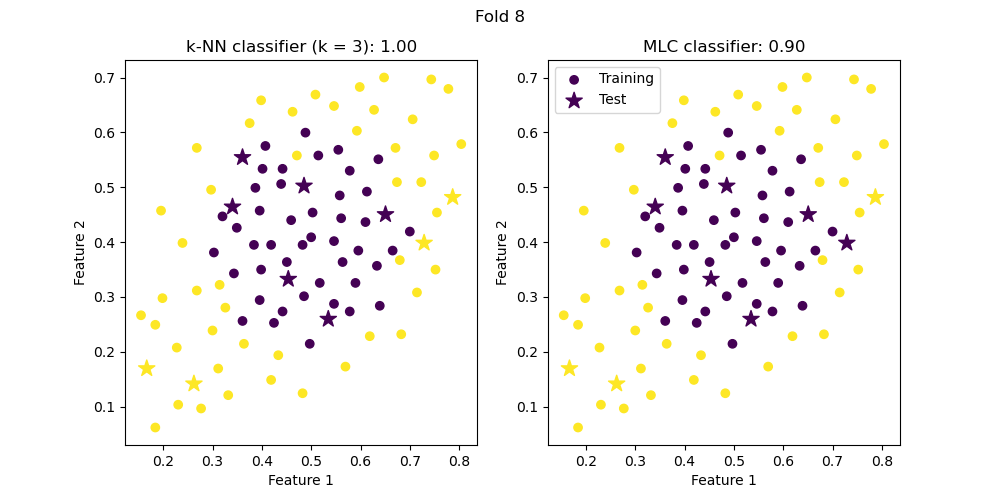 Fold 8
k-NN classifier (k = 3): 1.00
0.7
0.6
0.5
0.4
0.3
0.2
0.1
Feature 2
0.2 0.3 0.4 0.5 0.6 0.7 0.8
Feature 1
MLC classifier: 0.90
Training
Test
0.7
0.6
0.5
0.4
0.3
0.2
0.1
Feature 2
0.2 0.3 0.4 0.5 0.6 0.7 0.8
Feature 1